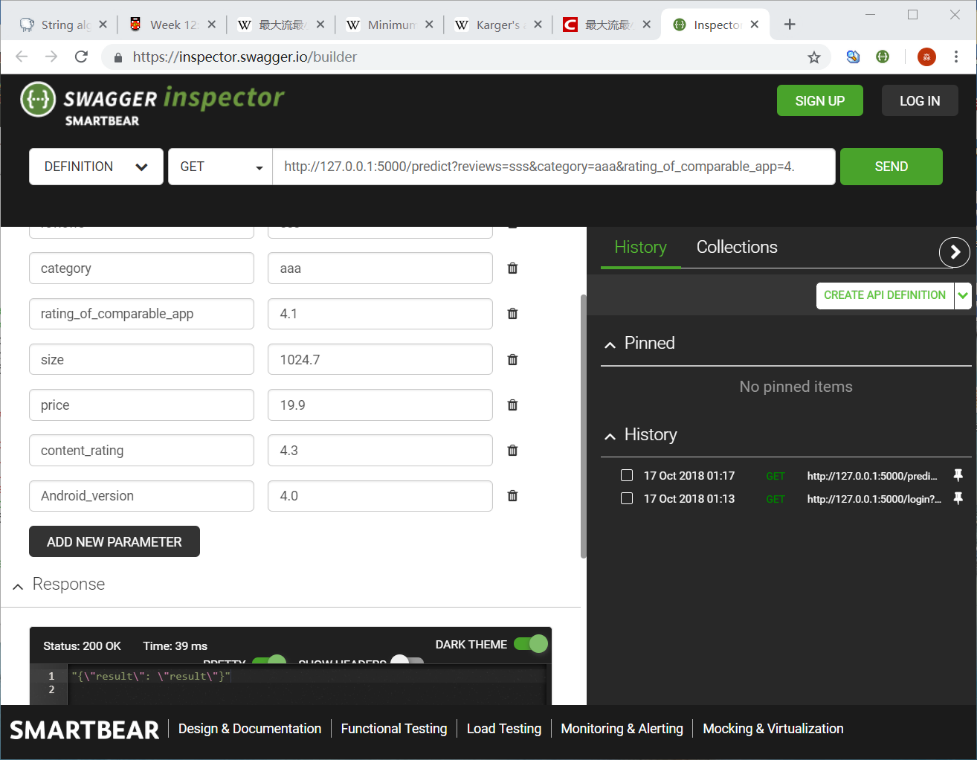 String alg
Week 12
最大流最
Minimum
Karger's
最大流最
Inspecto
https://inspector.swagger.io/builder
SWAGGER inspector
SMARTBEAR
SIGN UP
LOG IN
DEFINITION
GET
http://127.0.0.1:5000/predict?reviews=sss&category=aaa&rating_of_comparable_app=4.
SEND
History
Collections
category
aaa
CREATE API DEFINITION
rating_of_comparable_app
4.1
Pinned
size
1024.7
No pinned items
price
19.9
History
content_rating
4.3
17 Oct 2018 01:17 GET http://127.0.0.1:5000/predi...
Android_version
4.0
17 Oct 2018 01:13 GET http://127.0.0.1:5000/login?...
ADD NEW PARAMETER
Response
Status: 200 OK
Time: 39 ms
DARK THEME
PRETTY
SHOW HEADERS
1 "{\"result\": \"result\"}"
2
SMARTBEAR
Design & Documentation
Functional Testing
Load Testing
Monitoring & Alerting
Mocking & Virtualization